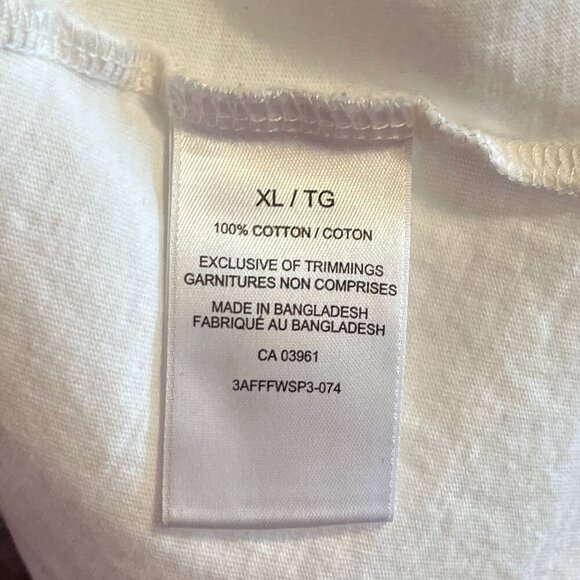 XL / TG
100% COTTON / COTON
EXCLUSIVE OF TRIMMINGS
GARNITURES NON COMPRISES
MADE IN BANGLADESH
FABRIQUÉ AU BANGLADESH
CA 03961
3AFFFWSP3-074